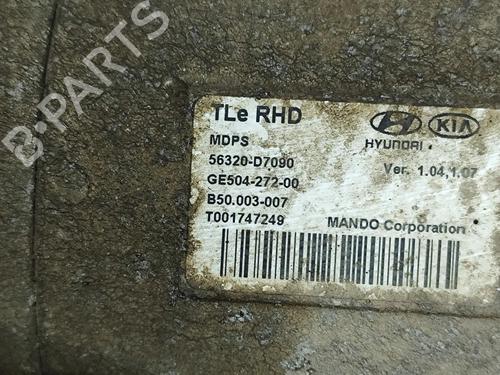 B·PARTS
TLe RHD
MDPS
HYUNDAI
KIA
56320-D7090
Ver. 1.04,1.07
GE504-272-00
B50.003-007
T001747249
MANDO Corporation